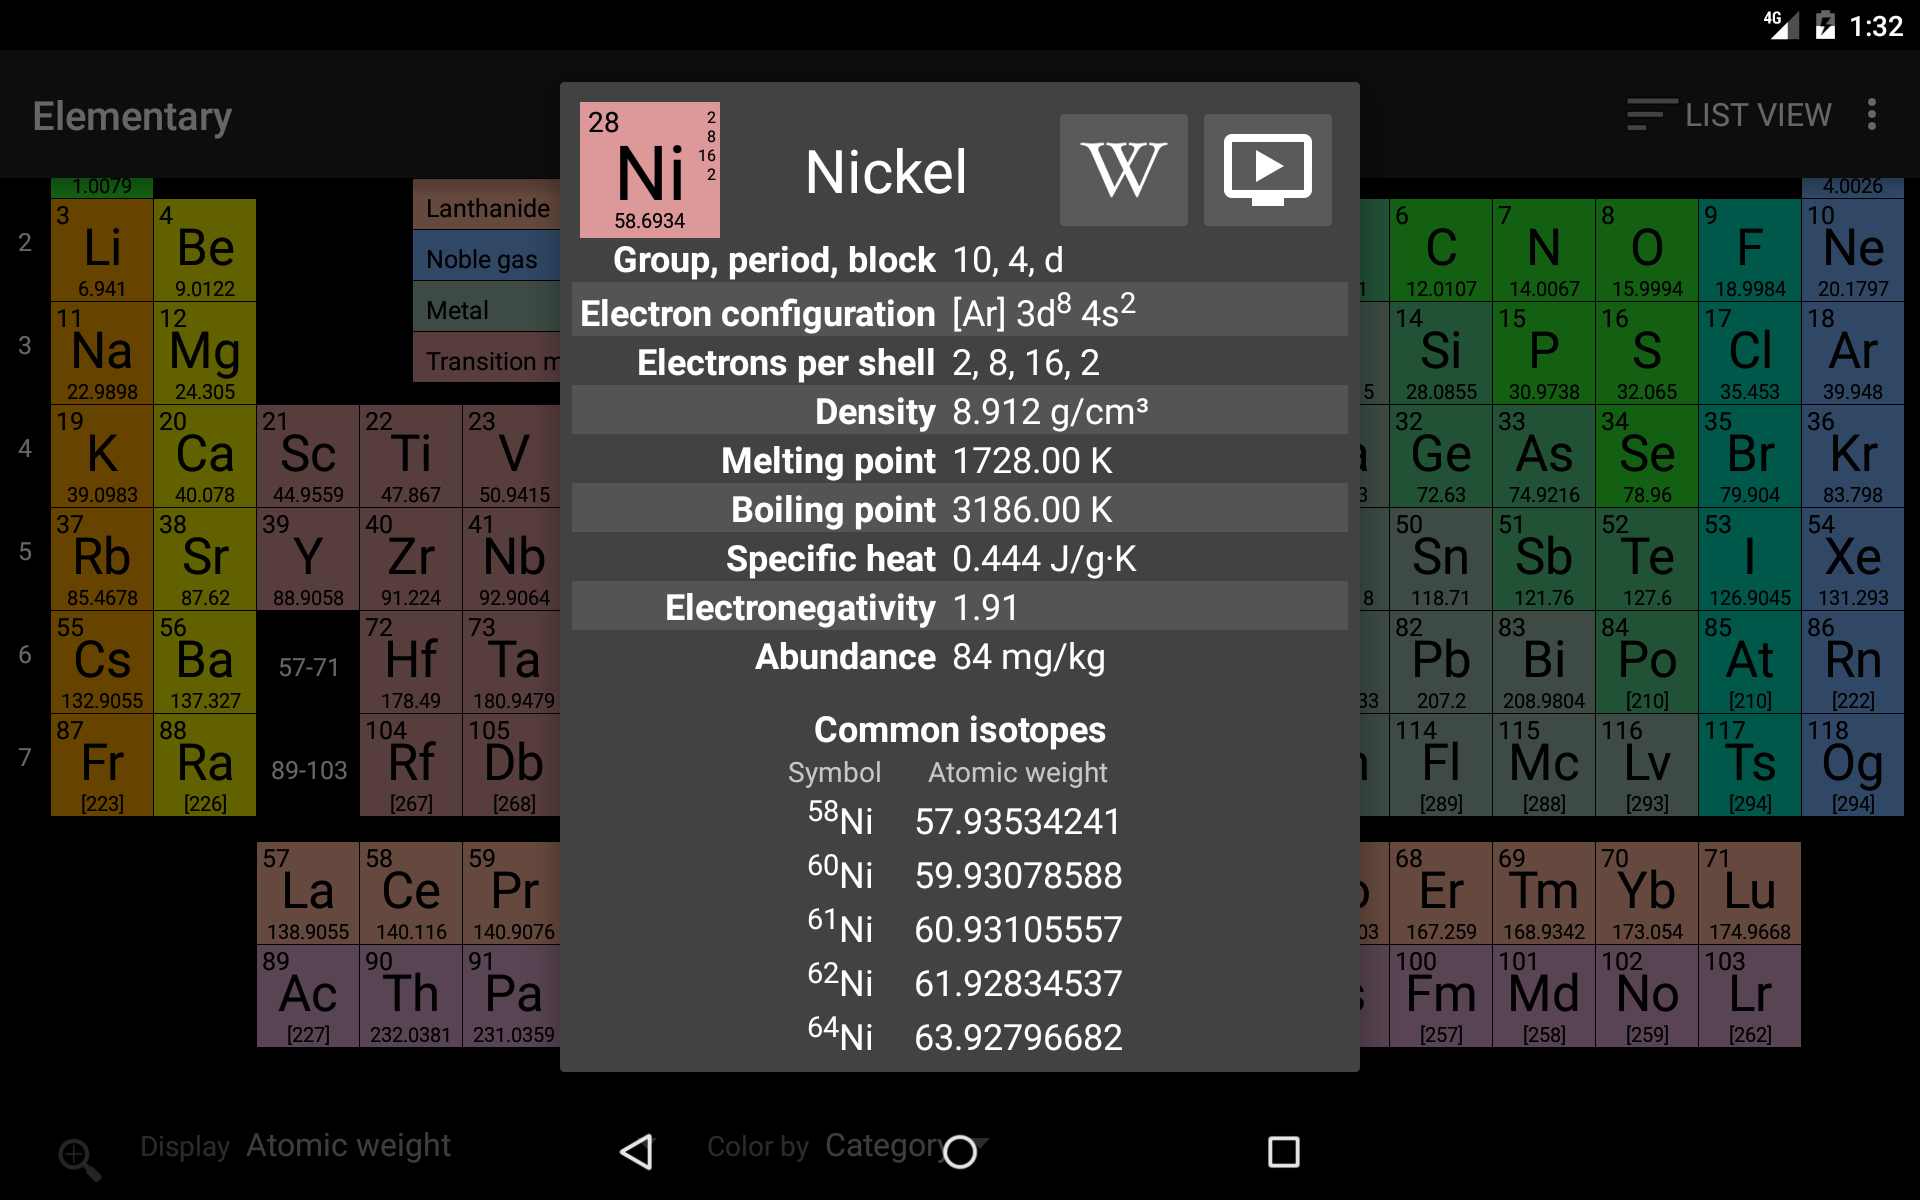 4G 1:32
Elementary
LIST VIEW
28
2
8
16
2
Ni
58.6934
Nickel
W
Group, period, block 10, 4, d
Electron configuration [Ar] 3d⁸ 4s²
Electrons per shell 2, 8, 16, 2
Density 8.912 g/cm³
Melting point 1728.00 K
Boiling point 3186.00 K
Specific heat 0.444 J/g·K
Electronegativity 1.91
Abundance 84 mg/kg
Common isotopes
Symbol Atomic weight
⁵⁸Ni 57.93534241
⁶⁰Ni 59.93078588
⁶¹Ni 60.93105557
⁶²Ni 61.92834537
⁶⁴Ni 63.92796682
1.0079 4.0026
Lanthanide
Noble gas
Metal
Transition
2
3 4 6 7 8 9 10
Li Be C N O F Ne
6.941 9.0122 12.0107 14.0067 15.9994 18.9984 20.1797
3
11 12 14 15 16 17 18
Na Mg Si P S Cl Ar
22.9898 24.305 28.0855 30.9738 32.065 35.453 39.948
4
19 20 21 22 23 32 33 34 35 36
K Ca Sc Ti V Ge As Se Br Kr
39.0983 40.078 44.9559 47.867 50.9415 72.63 74.9216 78.96 79.904 83.798
5
37 38 39 40 41 50 51 52 53 54
Rb Sr Y Zr Nb Sn Sb Te I Xe
85.4678 87.62 88.9058 91.224 92.9064 118.71 121.76 127.6 126.9045 131.293
6
55 56 72 73 82 83 84 85 86
Cs Ba 57-71 Hf Ta Pb Bi Po At Rn
132.9055 137.327 178.49 180.9479 207.2 208.9804 [210] [210] [222]
7
87 88 104 105 114 115 116 117 118
Fr Ra 89-103 Rf Db Fl Mc Lv Ts Og
[223] [226] [267] [268] [289] [288] [293] [294] [294]
57 58 59 68 69 70 71
La Ce Pr Er Tm Yb Lu
138.9055 140.116 140.9076 167.259 168.9342 173.054 174.9668
89 90 91 100 101 102 103
Ac Th Pa Fm Md No Lr
[227] 232.0381 231.0359 [257] [258] [259] [262]
Display Atomic weight Color by Category